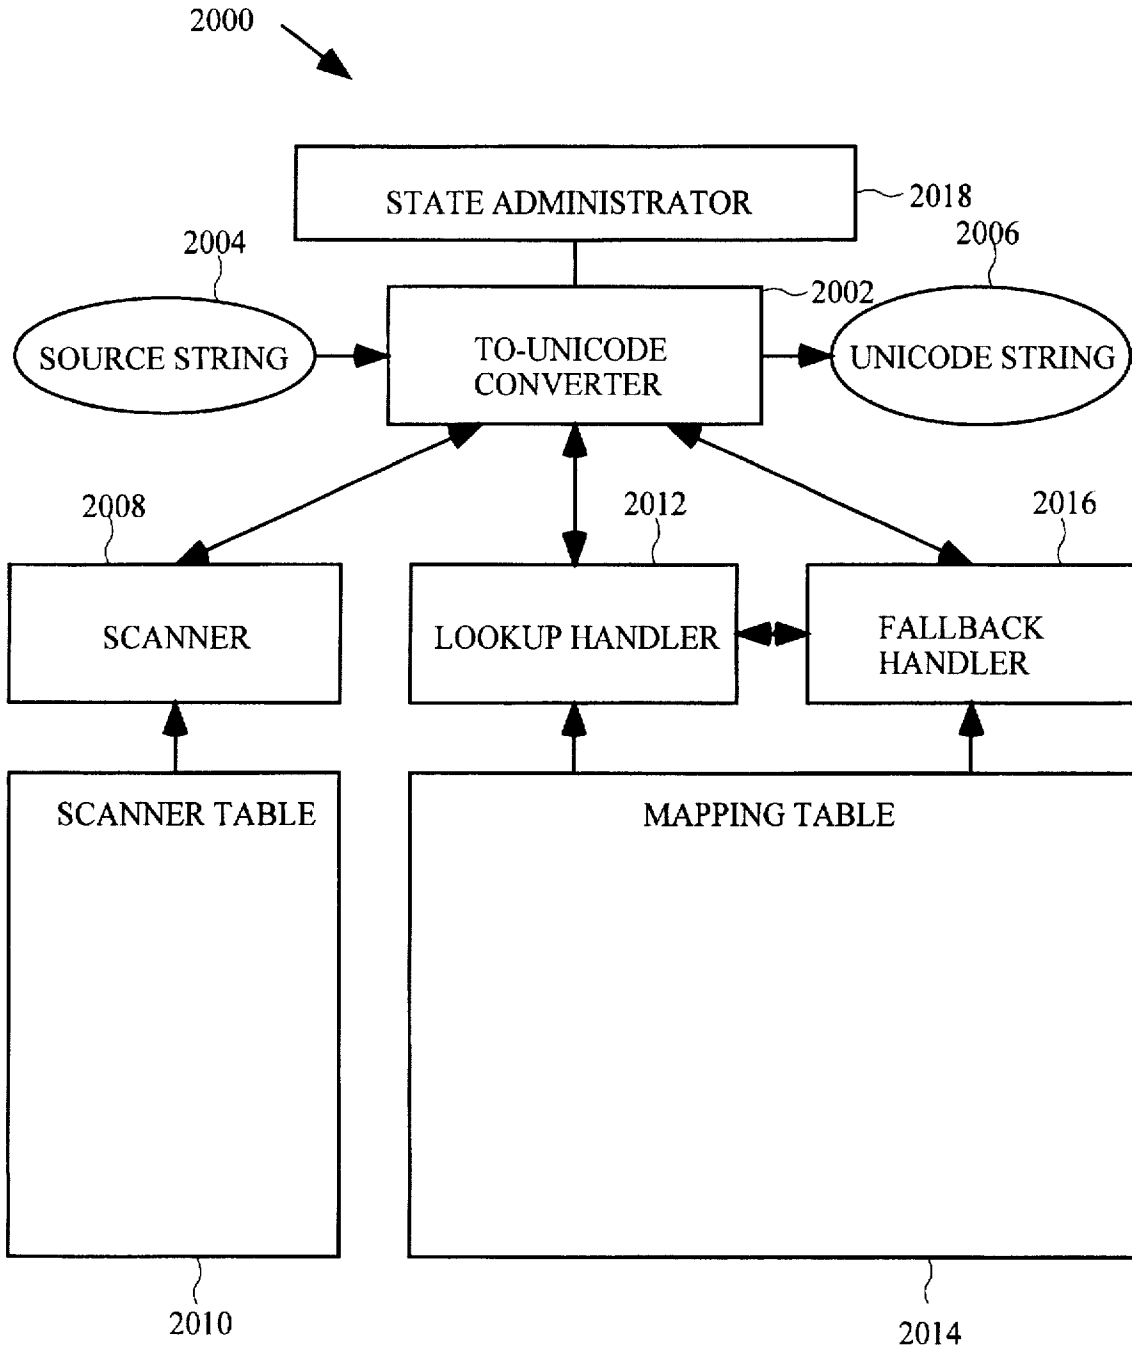 2000
STATE ADMINISTRATOR
2018
2004
2006
2002
SOURCE STRING
TO-UNICODE
CONVERTER
UNICODE STRING
2008
2012
2016
SCANNER
LOOKUP HANDLER
FALLBACK
HANDLER
SCANNER TABLE
MAPPING TABLE
2010
2014